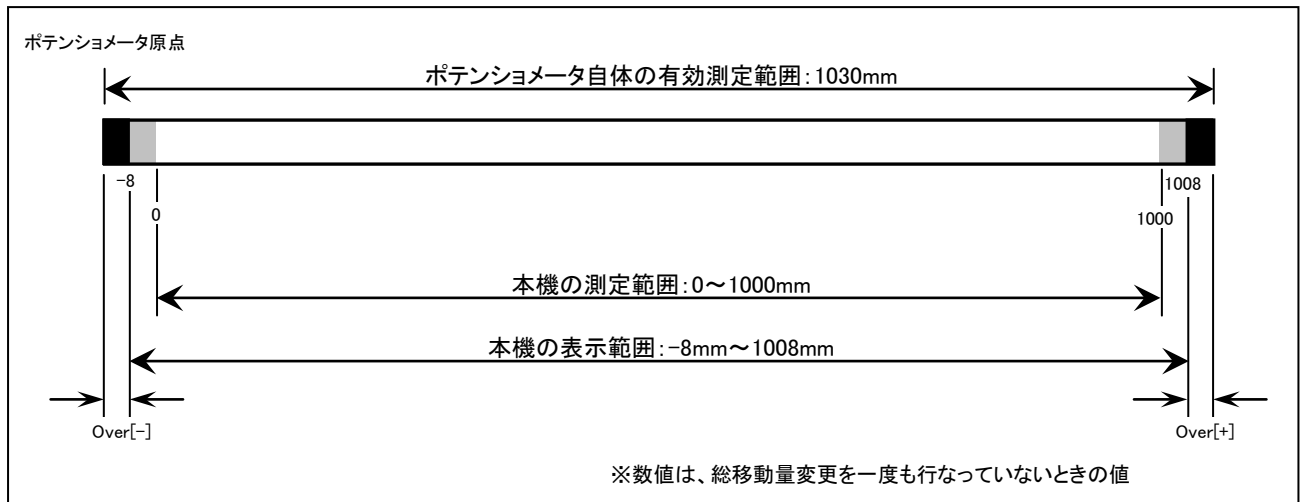 ポテンショメータ原点
ポテンショメータ自体の有効測定範囲:1030mm
-8
1008
0
1000
本機の測定範囲:0~1000mm
本機の表示範囲:-8mm~1008mm
Over[-]
Over[+]
※数値は、総移動量変更を一度も行なっていないときの値